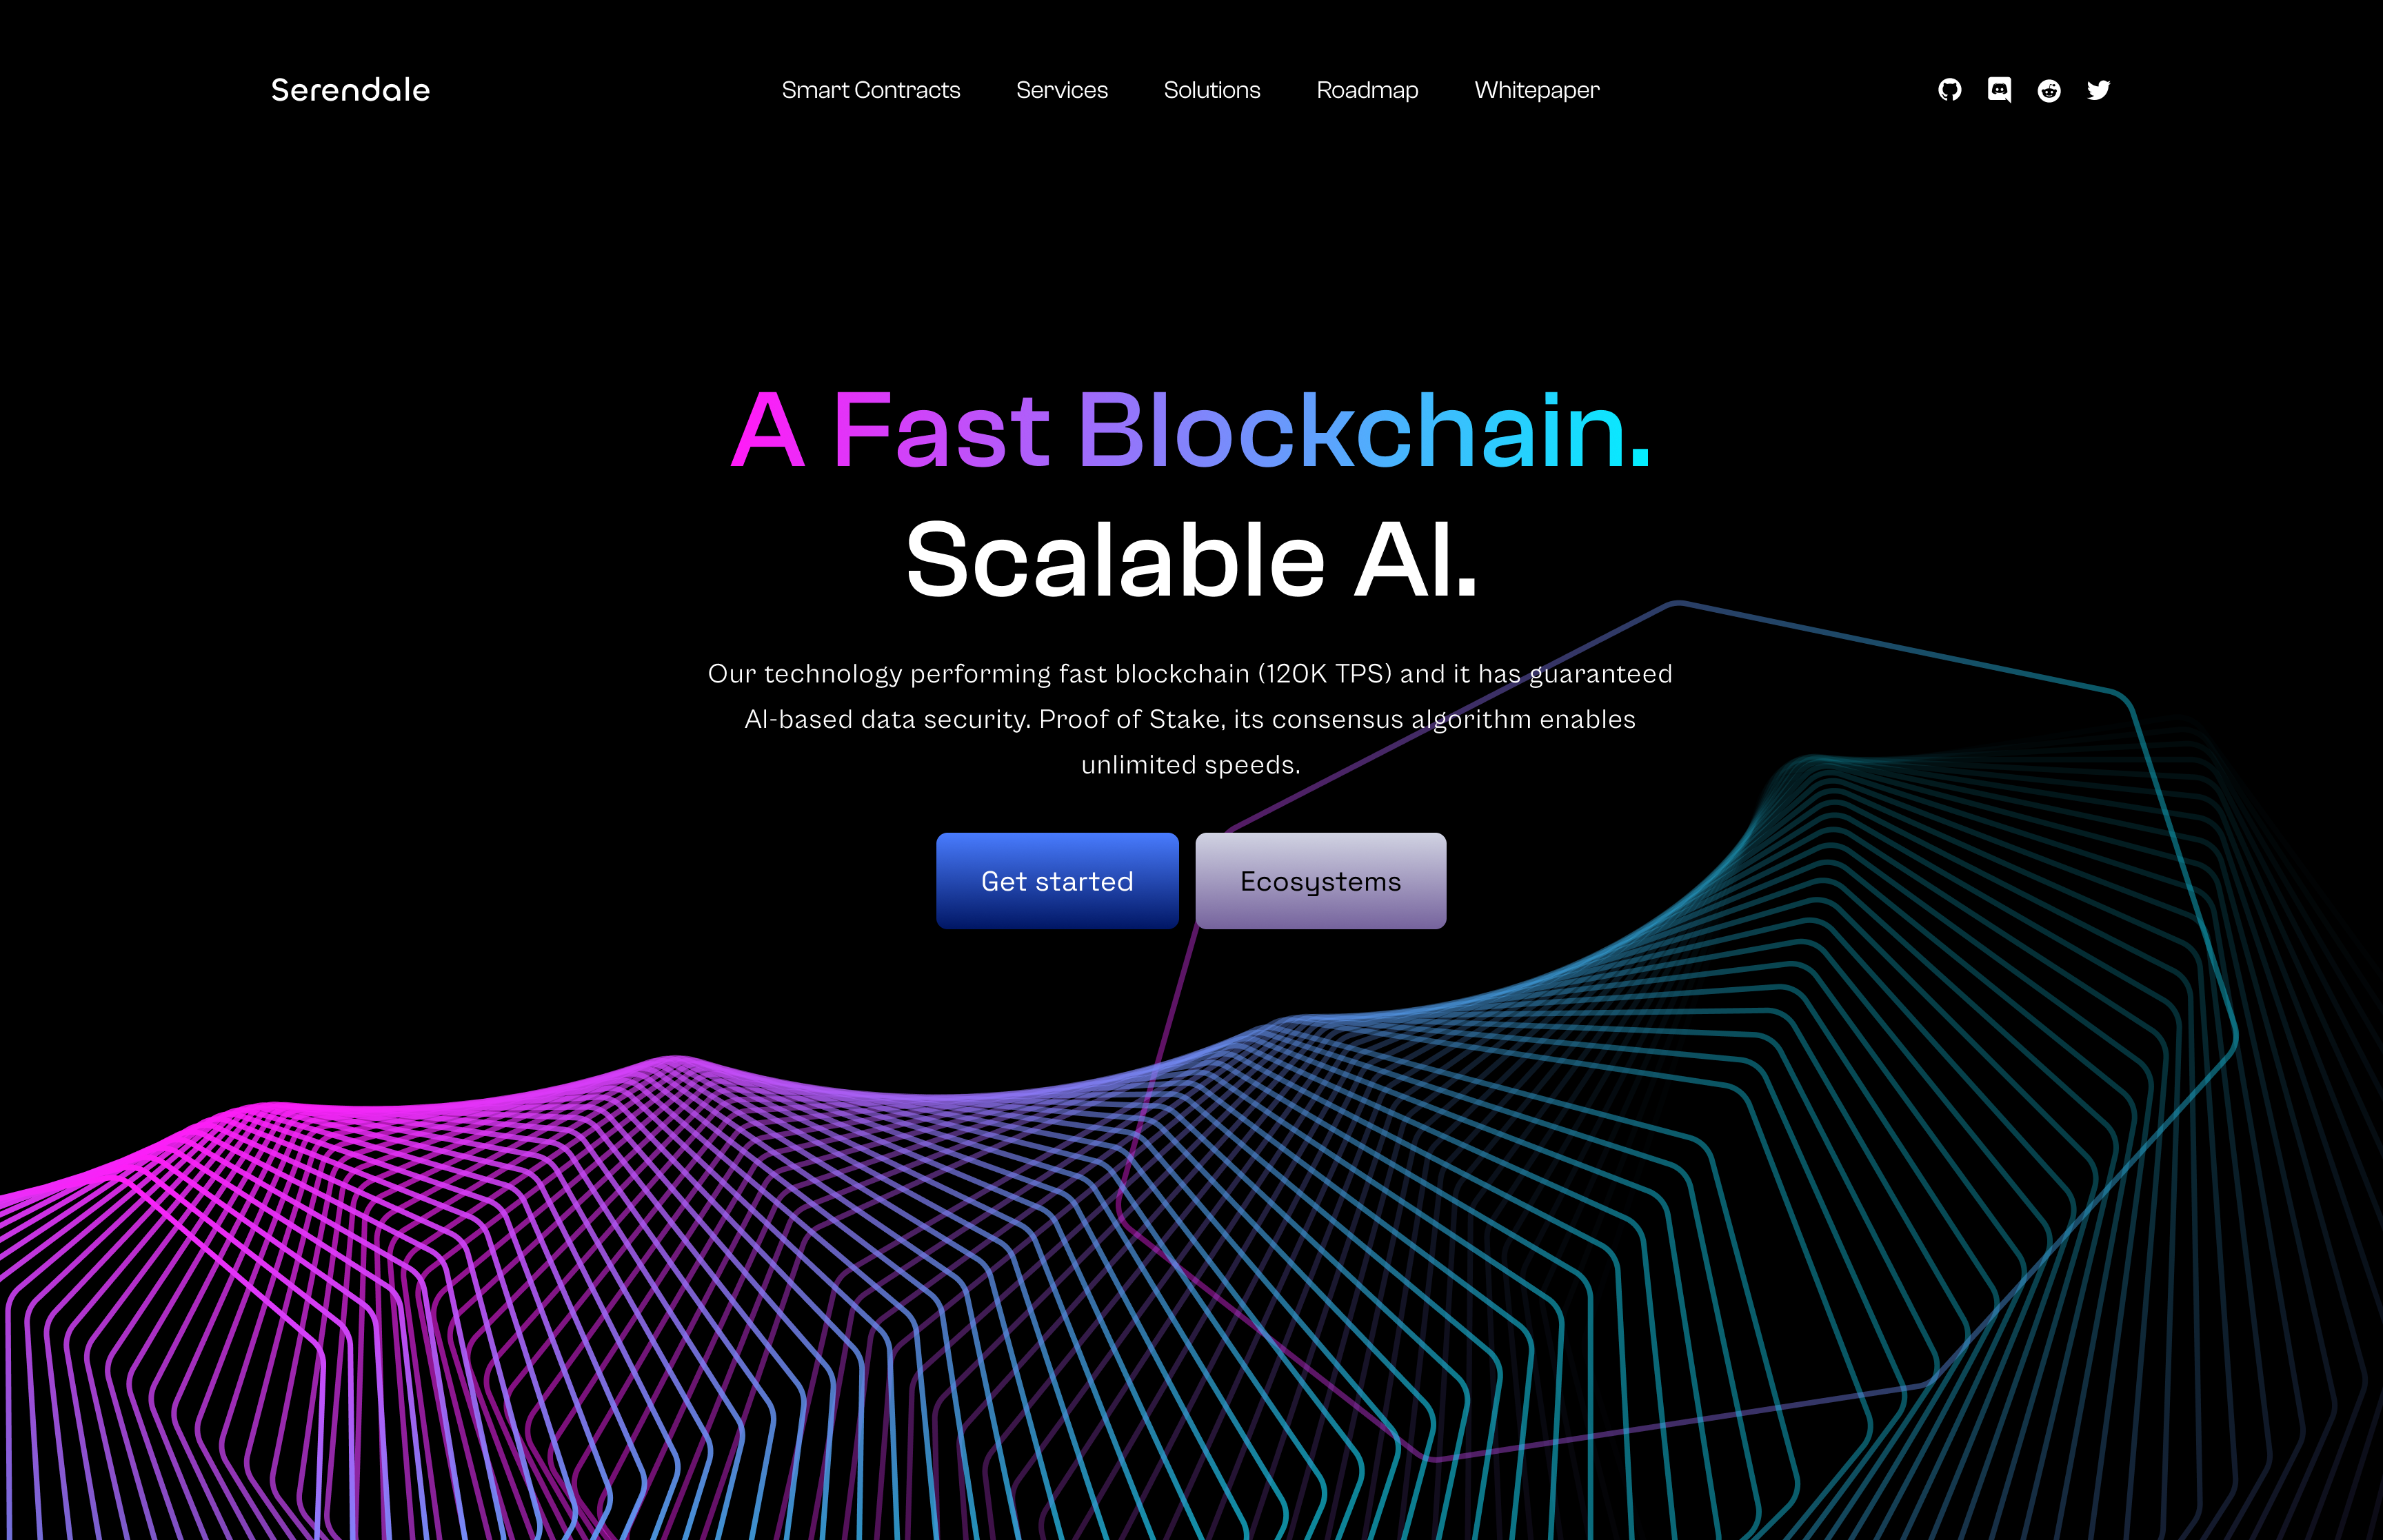 Serendale
Smart Contracts Services Solutions Roadmap Whitepaper
A Fast Blockchain.
Scalable AI.
Our technology performing fast blockchain (120K TPS) and it has guaranteed
AI-based data security. Proof of Stake, its consensus algorithm enables
unlimited speeds.
Get started Ecosystems